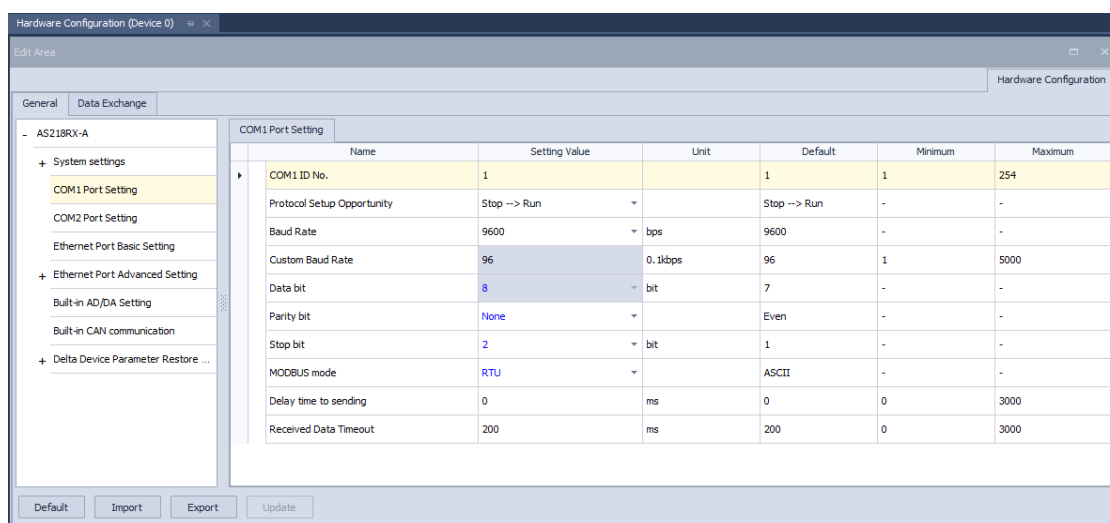 Hardware Configuration (Device 0)
Edit Area
Hardware Configuration
General Data Exchange
- AS218RX-A
+ System settings
COM1 Port Setting
COM2 Port Setting
Ethernet Port Basic Setting
+ Ethernet Port Advanced Setting
Built-in AD/DA Setting
Built-in CAN communication
+ Delta Device Parameter Restore ...
COM1 Port Setting
Name Setting Value Unit Default Minimum Maximum
COM1 ID No. 1 1 1 254
Protocol Setup Opportunity Stop --> Run Stop --> Run - -
Baud Rate 9600 bps 9600 - -
Custom Baud Rate 96 0.1kbps 96 1 5000
Data bit 8 bit 7 - -
Parity bit None Even - -
Stop bit 2 bit 1 - -
MODBUS mode RTU ASCII - -
Delay time to sending 0 ms 0 0 3000
Received Data Timeout 200 ms 200 0 3000
Default Import Export Update